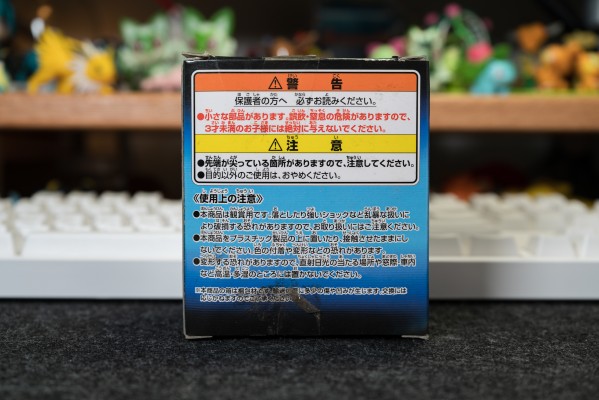 ⚠警告
保護者の方へ 必ずお読みください。
●小さな部品があります。誤飲・窒息の危険がありますので、
3才未満のお子様には絶対に与えないでください。
⚠注意
●先端が尖っている箇所がありますので、注意してください。
●目的以外のご使用は、おやめください。
《使用上の注意》
●本商品は観賞用です。落としたり強いショックなど乱暴な扱いに
より破損する恐れがありますので、お取り扱いにはご注意ください。
●本商品をプラスチック製品の上に置いたり、接触させたままにし
ないでください。色の付着や変形などの恐れがあります。
●変形する恐れがありますので、直射日光の当たる場所や窓際、車内
など高温、多湿のところには置かないでください。